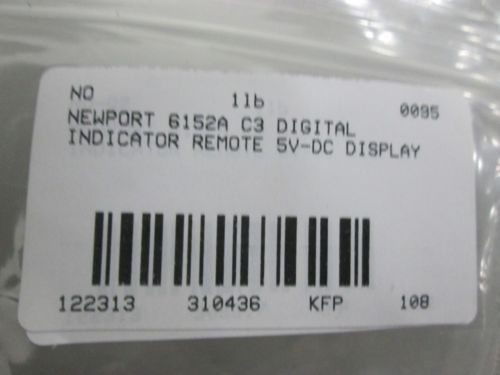 NO 1lb 0095
NEWPORT 6152A C3 DIGITAL
INDICATOR REMOTE 5V-DC DISPLAY
122313 310436 KFP 108